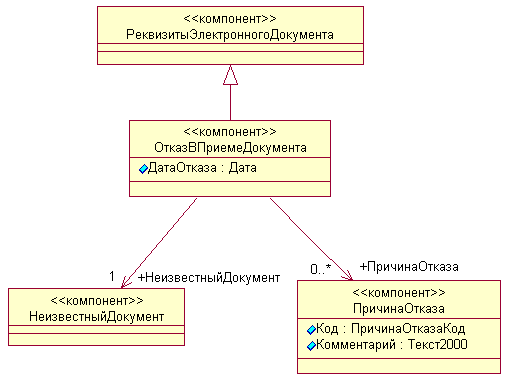 <<компонент>>
РеквизитыЭлектронногоДокумента
<<компонент>>
ОтказВПриемеДокумента
ДатаОтказа : Дата
1
+НеизвестныйДокумент
0..*
+ПричинаОтказа
<<компонент>>
НеизвестныйДокумент
<<компонент>>
ПричинаОтказа
Код : ПричинаОтказаКод
Комментарий : Текст2000